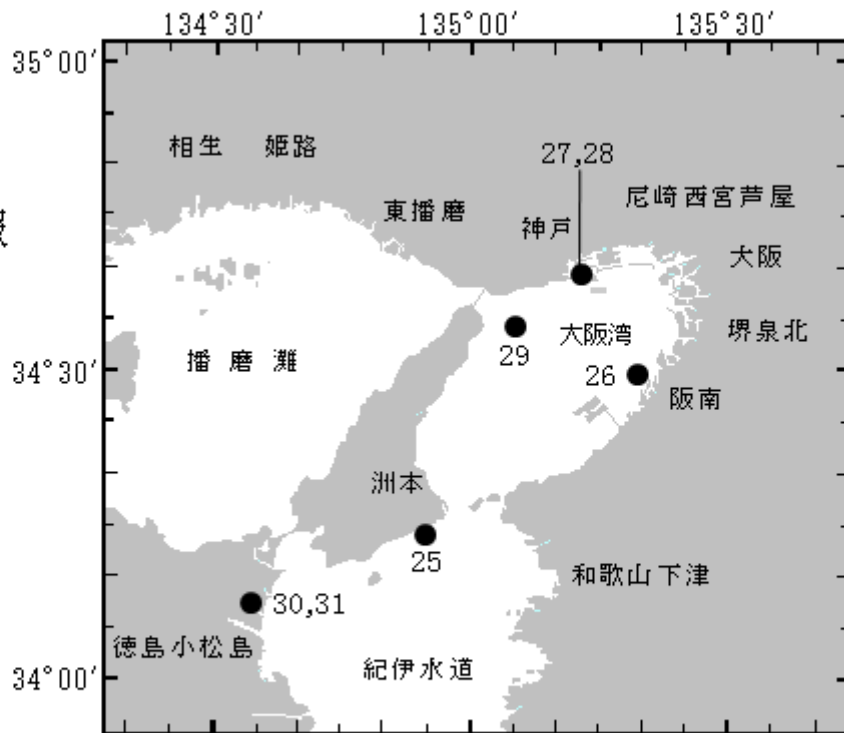 134°30′ 135°00′ 135°30′
35°00′
相生 姫路
27,28
尼崎西宮芦屋
東播磨
神戸
大阪
大阪湾
堺泉北
播磨灘
29
34°30′
26
阪南
洲本
25
和歌山下津
30,31
徳島小松島
紀伊水道
34°00′